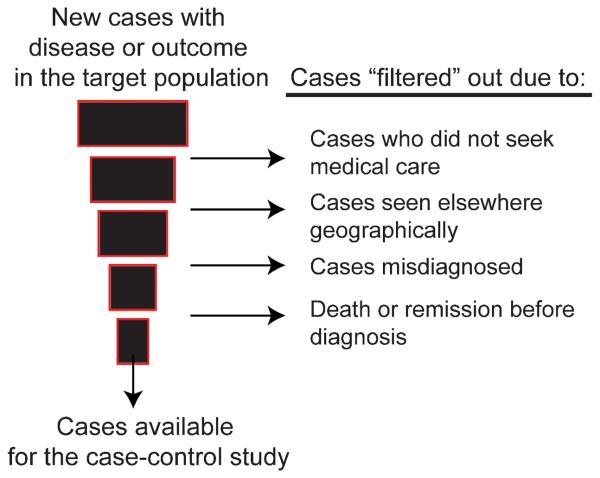 New cases with
disease or outcome
in the target population
Cases “filtered” out due to:
Cases who did not seek
medical care
Cases seen elsewhere
geographically
Cases misdiagnosed
Death or remission before
diagnosis
Cases available
for the case-control study